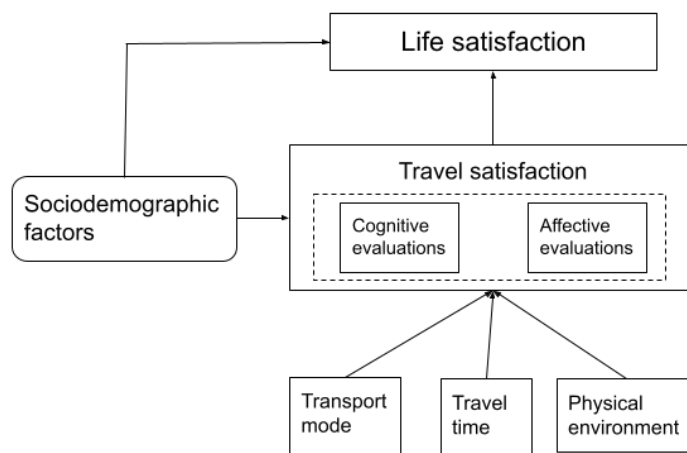 Life satisfaction
Travel satisfaction
Sociodemographic
factors
Cognitive
evaluations
Affective
evaluations
Transport
mode
Travel
time
Physical
environment